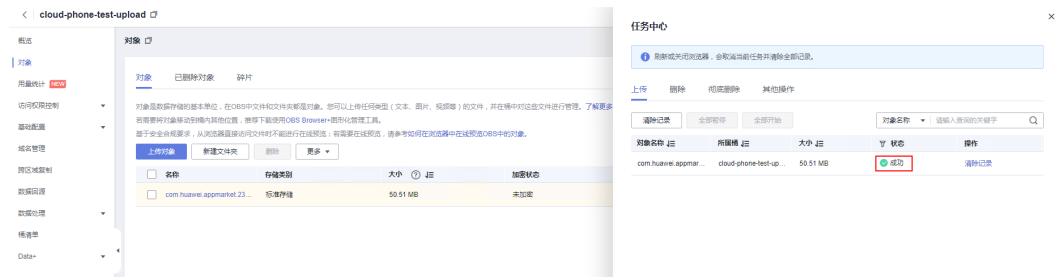 cloud-phone-test-upload
概览
对象
用量统计 NEW
访问权限控制
基础配置
域名管理
跨区域复制
数据回源
数据处理
桶清单
Data+
对象
对象 已删除对象 碎片
对象是数据存储的基本单位，在OBS中文件和文件夹都是对象。您可以上传任何类型（文本、图片、视频等）的文件，并在桶中对这些文件进行管理。了解更多
若需要将对象移动到桶内其他位置，推荐下载使用OBS Browser+图形化管理工具。
基于安全合规要求，从浏览器直接访问文件时不能进行在线预览；若需要在线预览，请参考如何在浏览器中在线预览OBS中的对象。
上传对象 新建文件夹 删除 更多
名称 存储类别 大小 加密状态
com.huawei.appmarket.23... 标准存储 50.51 MB 未加密
任务中心
刷新或关闭浏览器，会取消当前任务并清除全部记录。
上传 删除 彻底删除 其他操作
清除记录 全部暂停 全部开始 对象名称 请输入查询的关键字
对象名称 所属桶 大小 状态 操作
com.huawei.appmar... cloud-phone-test-up... 50.51 MB 成功 清除记录